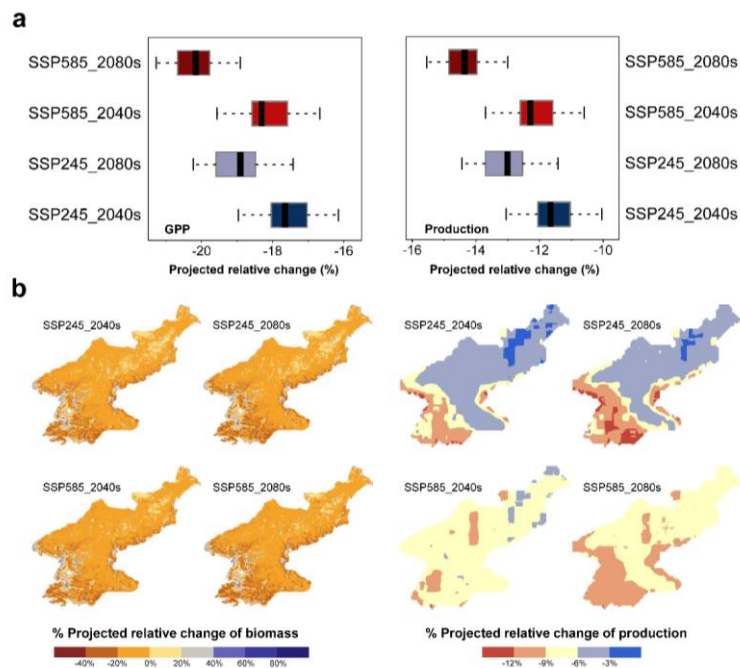 a
SSP585_2080s
SSP585_2040s
SSP245_2080s
SSP245_2040s
GPP
-20
-18
-16
Projected relative change (%)
Production
-16
-14
-12
-10
Projected relative change (%)
SSP585_2080s
SSP585_2040s
SSP245_2080s
SSP245_2040s
b
SSP245_2040s
SSP245_2080s
SSP245_2040s
SSP245_2080s
SSP585_2040s
SSP585_2080s
SSP585_2040s
SSP585_2080s
% Projected relative change of biomass
-40% -20% 0% 20% 40% 60% 80%
% Projected relative change of production
-12% -9% -6% -3%